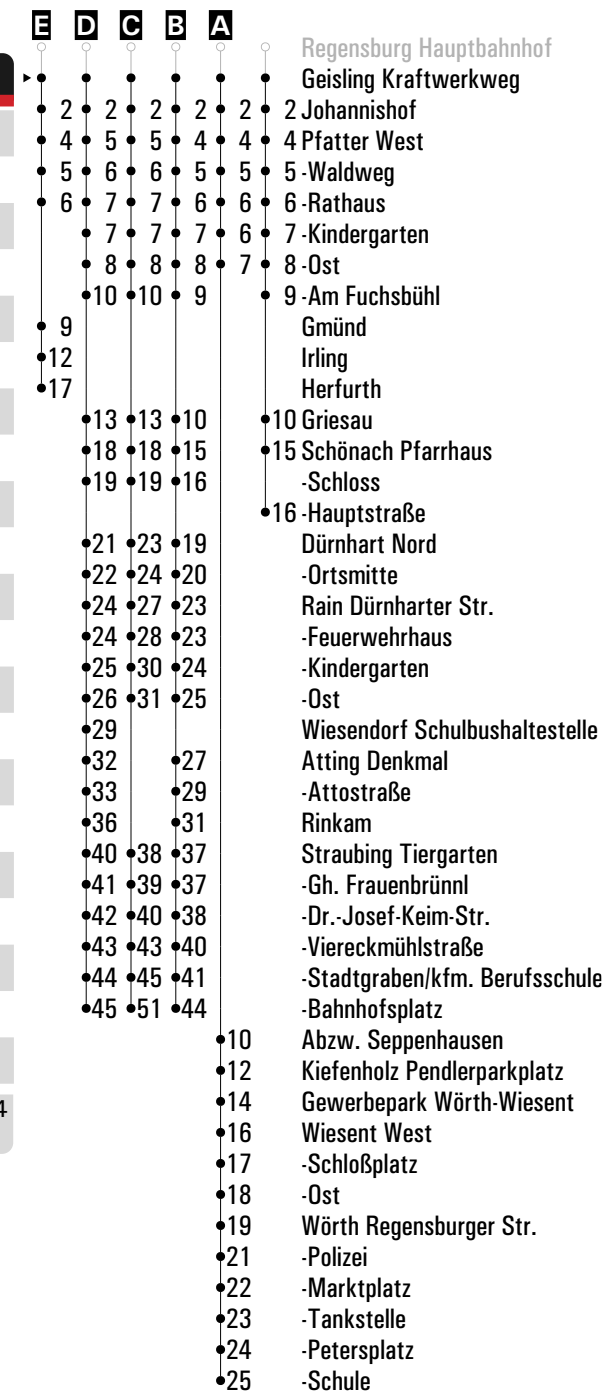 E D C B A
Regensburg Hauptbahnhof
Geisling Kraftwerkweg
2 2 2 2 2 2 Johannishof
4 5 5 4 4 4 Pfatter West
5 6 6 5 5 5 -Waldweg
6 7 7 6 6 6 -Rathaus
7 7 7 6 7 -Kindergarten
8 8 8 7 8 -Ost
10 10 9 9 -Am Fuchsbühl
9 Gmünd
12 Irling
17 Herfurth
13 13 10 10 Griesau
18 18 15 15 Schönach Pfarrhaus
19 19 16 -Schloss
16 -Hauptstraße
21 23 19 Dürnhart Nord
22 24 20 -Ortsmitte
24 27 23 Rain Dürnharter Str.
24 28 23 -Feuerwehrhaus
25 30 24 -Kindergarten
26 31 25 -Ost
29 Wiesendorf Schulbushaltestelle
32 27 Atting Denkmal
33 29 -Attostraße
36 31 Rinkam
40 38 37 Straubing Tiergarten
41 39 37 -Gh. Frauenbrünnl
42 40 38 -Dr.-Josef-Keim-Str.
43 43 40 -Viereckmühlstraße
44 45 41 -Stadtgraben/kfm. Berufsschule
45 51 44 -Bahnhofsplatz
10 Abzw. Seppenhausen
12 Kiefenholz Pendlerparkplatz
14 Gewerbepark Wörth-Wiesent
16 Wiesent West
17 -Schloßplatz
18 -Ost
19 Wörth Regensburger Str.
21 -Polizei
22 -Marktplatz
23 -Tankstelle
24 -Petersplatz
25 -Schule